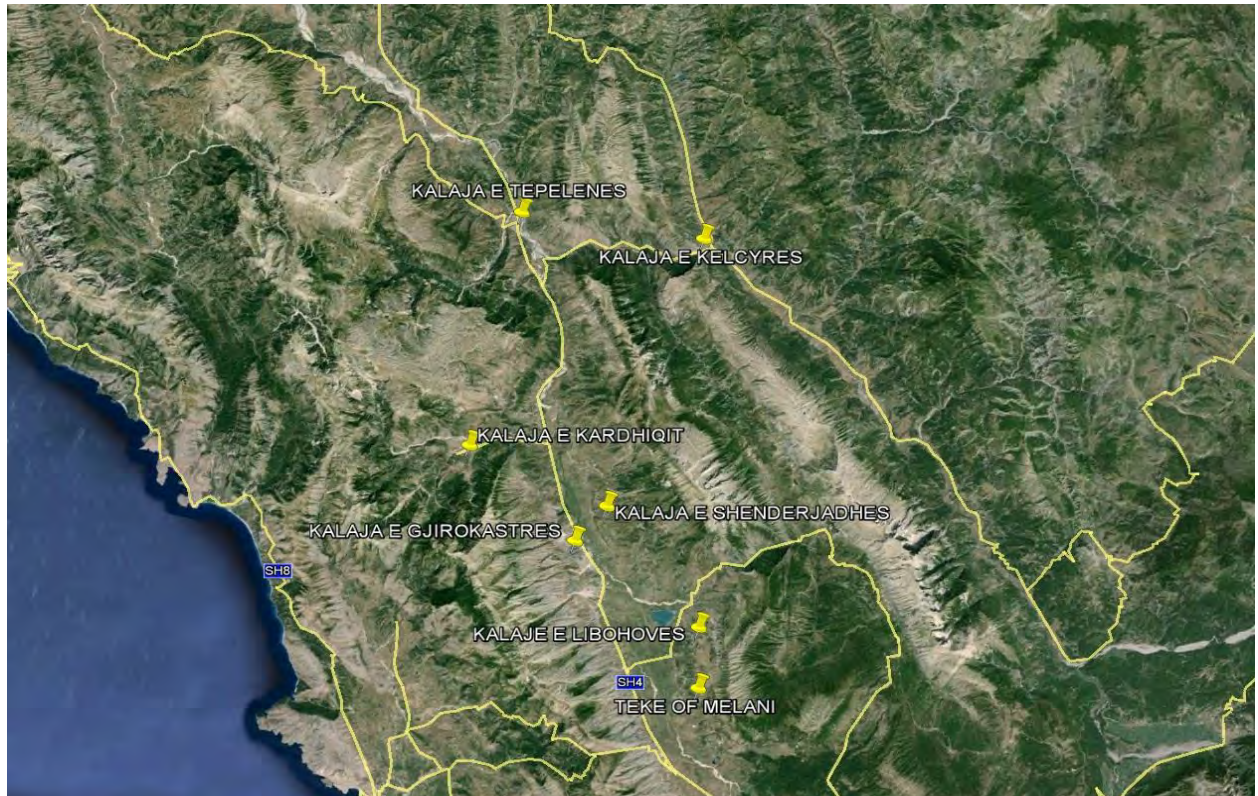 KALAJA E TEPELENES
KALAJA E KELCYRES
KALAJA E KARDHIQIT
KALAJA E SHENDERJADHES
KALAJA E GJIROKASTRES
SH8
KALAJE E LIBOHOVES
SH4
TEKE OF MELANI